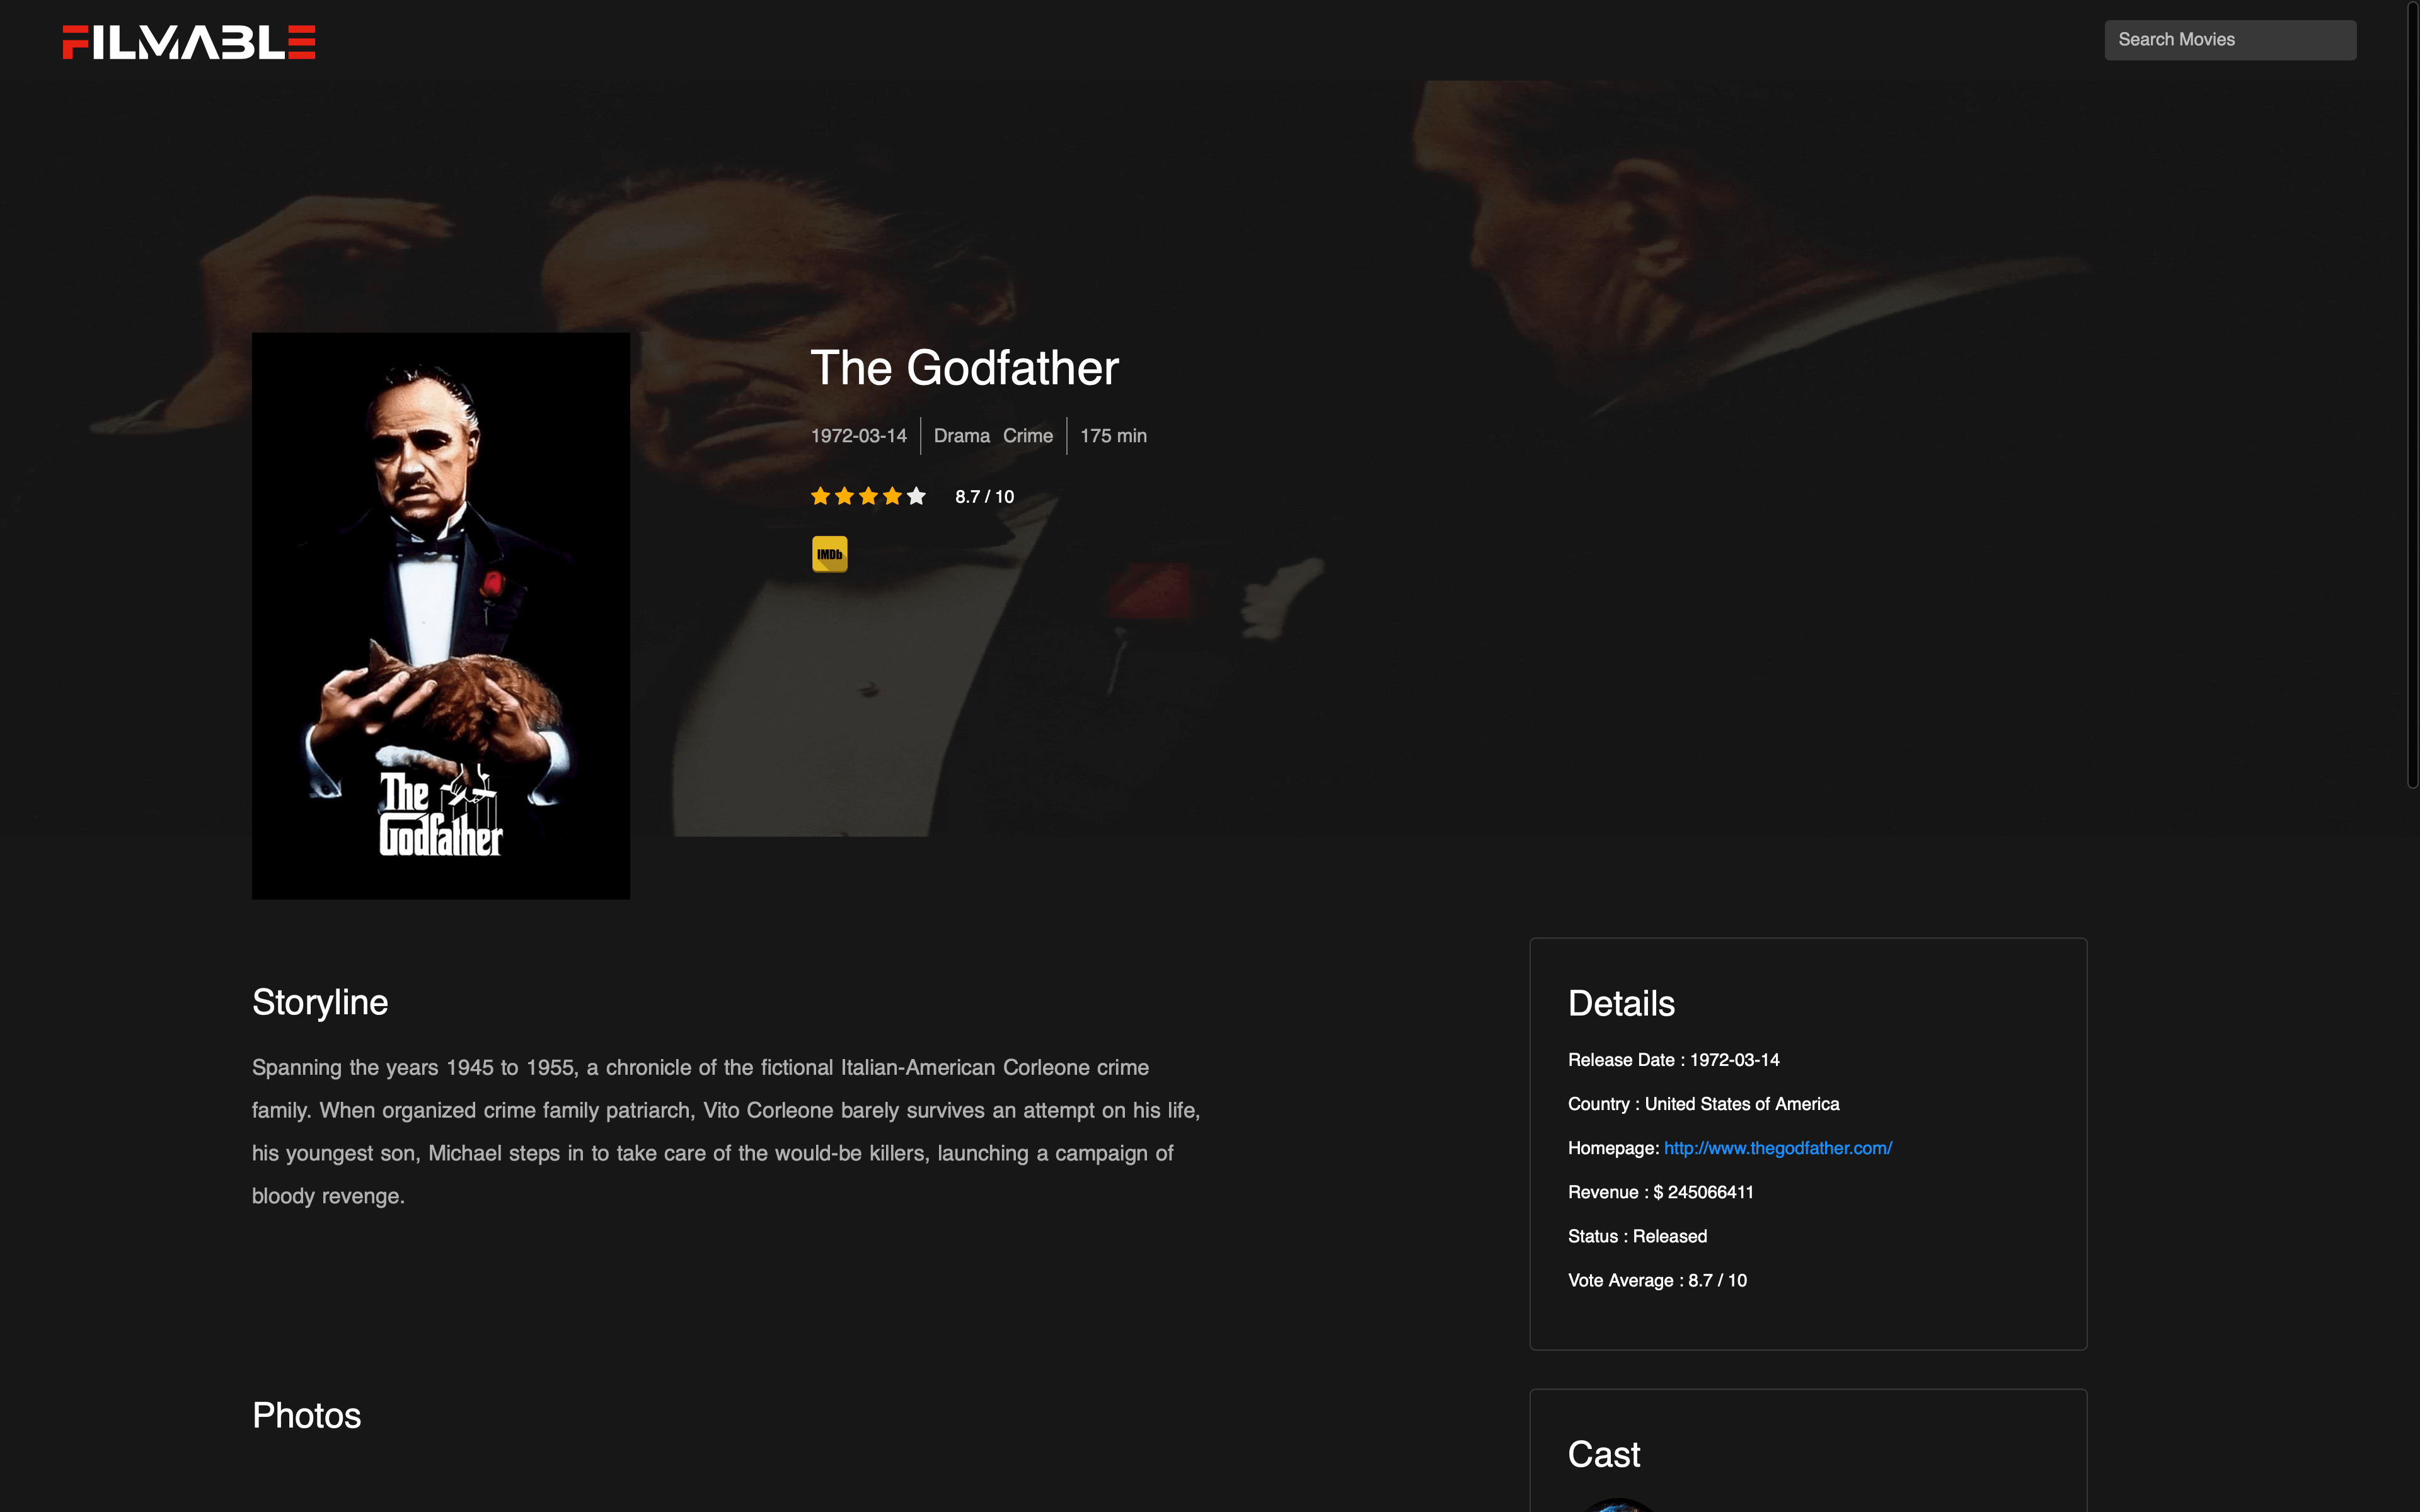 FILMABLE
Search Movies
The Godfather
1972-03-14 Drama Crime 175 min
8.7 / 10
IMDb
The
Godfather
Storyline
Spanning the years 1945 to 1955, a chronicle of the fictional Italian-American Corleone crime
family. When organized crime family patriarch, Vito Corleone barely survives an attempt on his life,
his youngest son, Michael steps in to take care of the would-be killers, launching a campaign of
bloody revenge.
Details
Release Date : 1972-03-14
Country : United States of America
Homepage: http://www.thegodfather.com/
Revenue : $ 245066411
Status : Released
Vote Average : 8.7 / 10
Photos
Cast